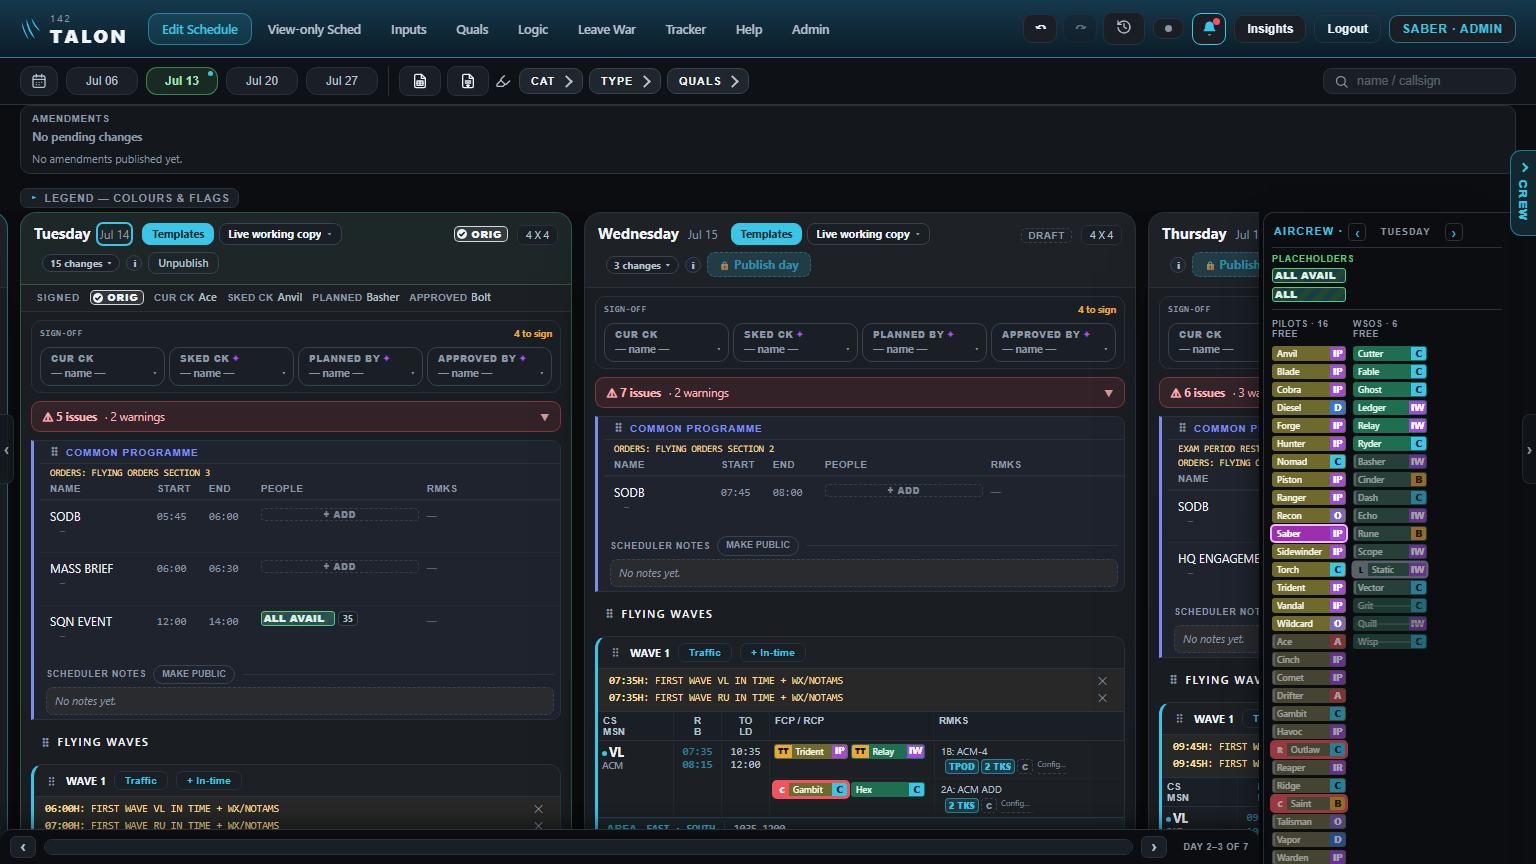 142
TALON
Edit Schedule
View-only Sched
Inputs
Quals
Logic
Leave War
Tracker
Help
Admin
Insights
Logout
SABER · ADMIN
Jul 06
Jul 13
Jul 20
Jul 27
CAT
TYPE
QUALS
name / callsign
AMENDMENTS
No pending changes
No amendments published yet.
LEGEND — COLOURS & FLAGS
CREW
Tuesday Jul 14 Templates Live working copy ORIG 4 X 4
15 changes i Unpublish
SIGNED ORIG CUR CK Ace SKED CK Anvil PLANNED Basher APPROVED Bolt
SIGN-OFF 4 to sign
CUR CK SKED CK PLANNED BY APPROVED BY
— name — — name — — name — — name —
5 issues · 2 warnings
COMMON PROGRAMME
ORDERS: FLYING ORDERS SECTION 3
NAME START END PEOPLE RMKS
SODB 05:45 06:00 + ADD —
—
MASS BRIEF 06:00 06:30 + ADD —
—
SQN EVENT 12:00 14:00 ALL AVAIL 35 —
—
SCHEDULER NOTES MAKE PUBLIC
No notes yet.
FLYING WAVES
WAVE 1 Traffic + In-time
06:00H: FIRST WAVE VL IN TIME + WX/NOTAMS
07:00H: FIRST WAVE RU IN TIME + WX/NOTAMS
Wednesday Jul 15 Templates Live working copy DRAFT 4 X 4
3 changes i Publish day
SIGN-OFF 4 to sign
CUR CK SKED CK PLANNED BY APPROVED BY
— name — — name — — name — — name —
7 issues · 2 warnings
COMMON PROGRAMME
ORDERS: FLYING ORDERS SECTION 2
NAME START END PEOPLE RMKS
SODB 07:45 08:00 + ADD —
—
SCHEDULER NOTES MAKE PUBLIC
No notes yet.
FLYING WAVES
WAVE 1 Traffic + In-time
07:35H: FIRST WAVE VL IN TIME + WX/NOTAMS
07:35H: FIRST WAVE RU IN TIME + WX/NOTAMS
CS R TO FCP / RCP RMKS
MSN B LD
VL 07:35 10:35 TT Trident IP TT Relay IW 1B: ACM-4
ACM 08:15 12:00 TPOD 2 TKS C Config...
C Gambit C Hex C 2A: ACM ADD
2 TKS C Config...
AREA EAST · SOUTH 1035-1200
Thursday Jul 1
i Publish
SIGN-OFF
CUR CK
— name —
6 issues · 3 wa
COMMON P
EXAM PERIOD REST
ORDERS: FLYING O
NAME
SODB
—
HQ ENGAGEME
—
SCHEDULER NOT
No notes yet.
FLYING WAV
WAVE 1 T
09:45H: FIRST W
09:45H: FIRST W
CS
MSN
VL 09
AIRCREW · TUESDAY
PLACEHOLDERS
ALL AVAIL
ALL
PILOTS · 16 FREE
WSOS · 6 FREE
Anvil IP
Blade IP
Cobra IP
Diesel D
Forge IP
Hunter IP
Nomad C
Piston IP
Ranger IP
Recon O
Saber IP
Sidewinder IP
Torch C
Trident IP
Vandal IP
Wildcard O
Ace A
Cinch IP
Comet IP
Drifter A
Gambit C
Havoc IP
R Outlaw C
Reaper IR
Ridge C
C Saint B
Talisman O
Vapor D
Warden IP
Cutter C
Fable C
Ghost C
Ledger IW
Relay IW
Ryder C
Basher IW
Cinder B
Dash C
Echo IW
Rune B
Scope IW
L Static IW
Vector C
Grit C
Quill IW
Wisp C
DAY 2–3 OF 7